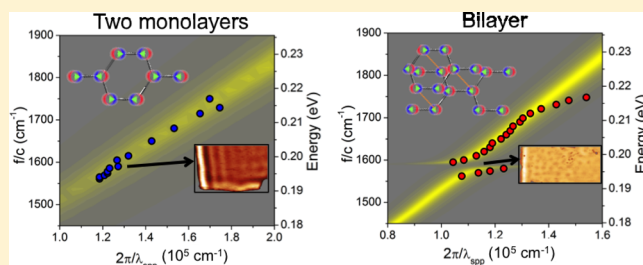 Two monolayers
1900
1800
1700
1600
1500
f/c (cm⁻¹)
0.23
0.22
0.21
0.20
0.19
0.18
Energy (eV)
1.0 1.2 1.4 1.6 1.8 2.0
2π/λspp (10⁵ cm⁻¹)
Bilayer
1900
1800
1700
1600
1500
f/c (cm⁻¹)
0.23
0.22
0.21
0.20
0.19
0.18
Energy (eV)
0.8 1.0 1.2 1.4 1.6
2π/λspp (10⁵ cm⁻¹)